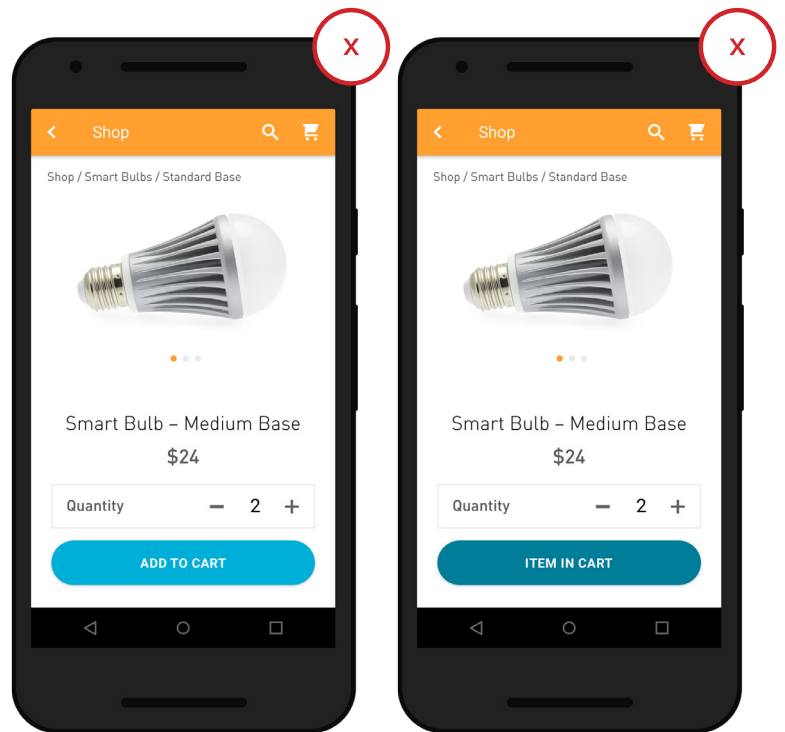 X
Shop
Shop / Smart Bulbs / Standard Base
Smart Bulb – Medium Base
$24
Quantity − 2 +
ADD TO CART
X
Shop
Shop / Smart Bulbs / Standard Base
Smart Bulb – Medium Base
$24
Quantity − 2 +
ITEM IN CART